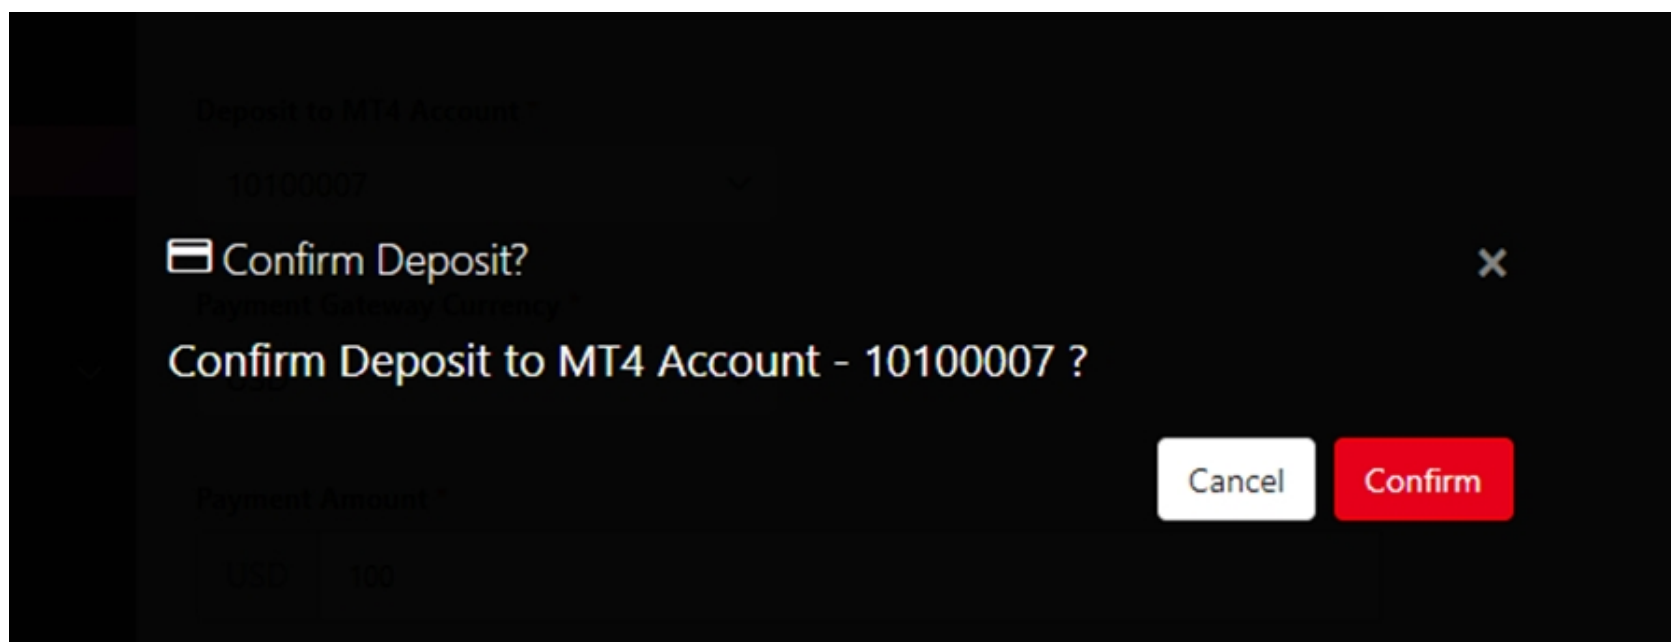 Deposit to MT4 Account *
10100007
Confirm Deposit?
Payment Gateway Currency *
Confirm Deposit to MT4 Account - 10100007 ?
USD
Cancel
Confirm
Payment Amount *
USD 100